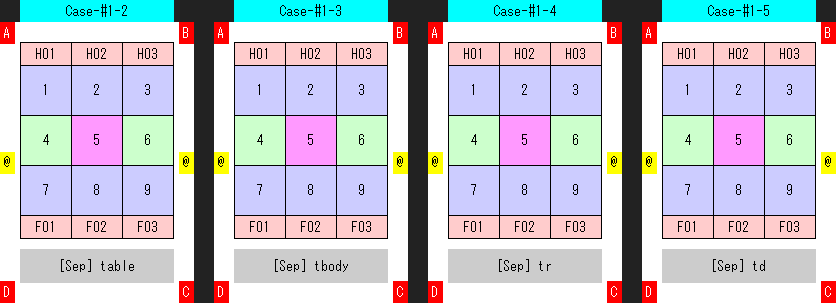 Case-#1-2 Case-#1-3 Case-#1-4 Case-#1-5
A B A B A B A B
H01 H02 H03 H01 H02 H03 H01 H02 H03 H01 H02 H03
1 2 3 1 2 3 1 2 3 1 2 3
4 5 6 4 5 6 4 5 6 4 5 6
@ @ @ @ @ @ @ @
7 8 9 7 8 9 7 8 9 7 8 9
F01 F02 F03 F01 F02 F03 F01 F02 F03 F01 F02 F03
[Sep] table [Sep] tbody [Sep] tr [Sep] td
D C D C D C D C